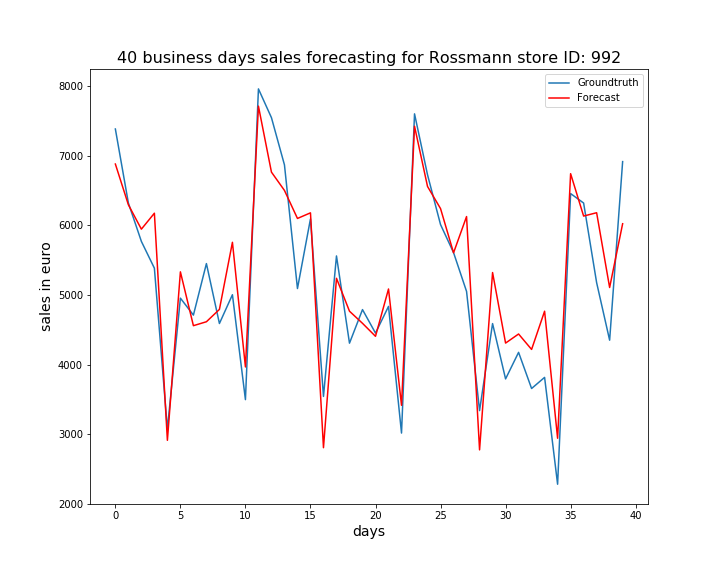 40 business days sales forecasting for Rossmann store ID: 992
Groundtruth
Forecast
sales in euro
8000
7000
6000
5000
4000
3000
2000
0 5 10 15 20 25 30 35 40
days